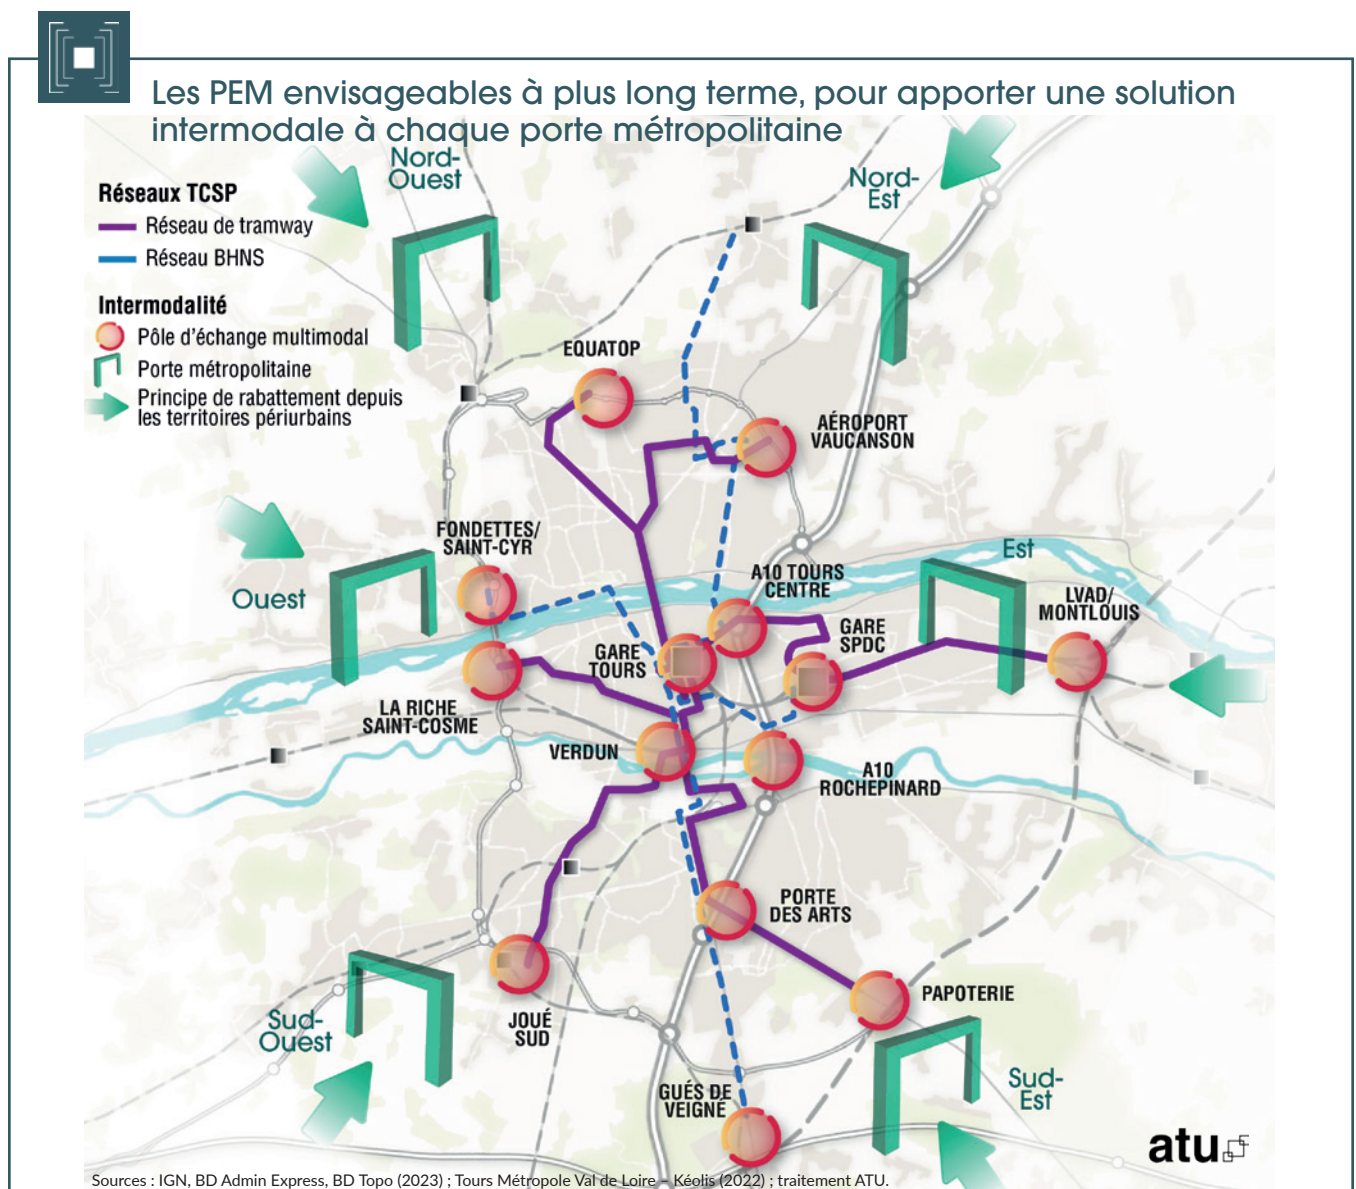 Les PEM envisageables à plus long terme, pour apporter une solution
intermodale à chaque porte métropolitaine
Nord-
Ouest
Nord-
Est
Réseaux TCSP
Réseau de tramway
Réseau BHNS
Intermodalité
Pôle d'échange multimodal
Porte métropolitaine
Principe de rabattement depuis
les territoires périurbains
EQUATOP
AÉROPORT
VAUCANSON
FONDETTES/
SAINT-CYR
Ouest
A10 TOURS
CENTRE
Est
LVAD/
MONTLOUIS
GARE
SPDC
GARE
TOURS
LA RICHE
SAINT-COSME
VERDUN
A10
ROCHEPINARD
PORTE
DES ARTS
PAPOTERIE
JOUÉ
SUD
Sud-
Ouest
GUÉS DE
VEIGNÉ
Sud-
Est
atu
Sources : IGN, BD Admin Express, BD Topo (2023) ; Tours Métropole Val de Loire – Kéolis (2022) ; traitement ATU.